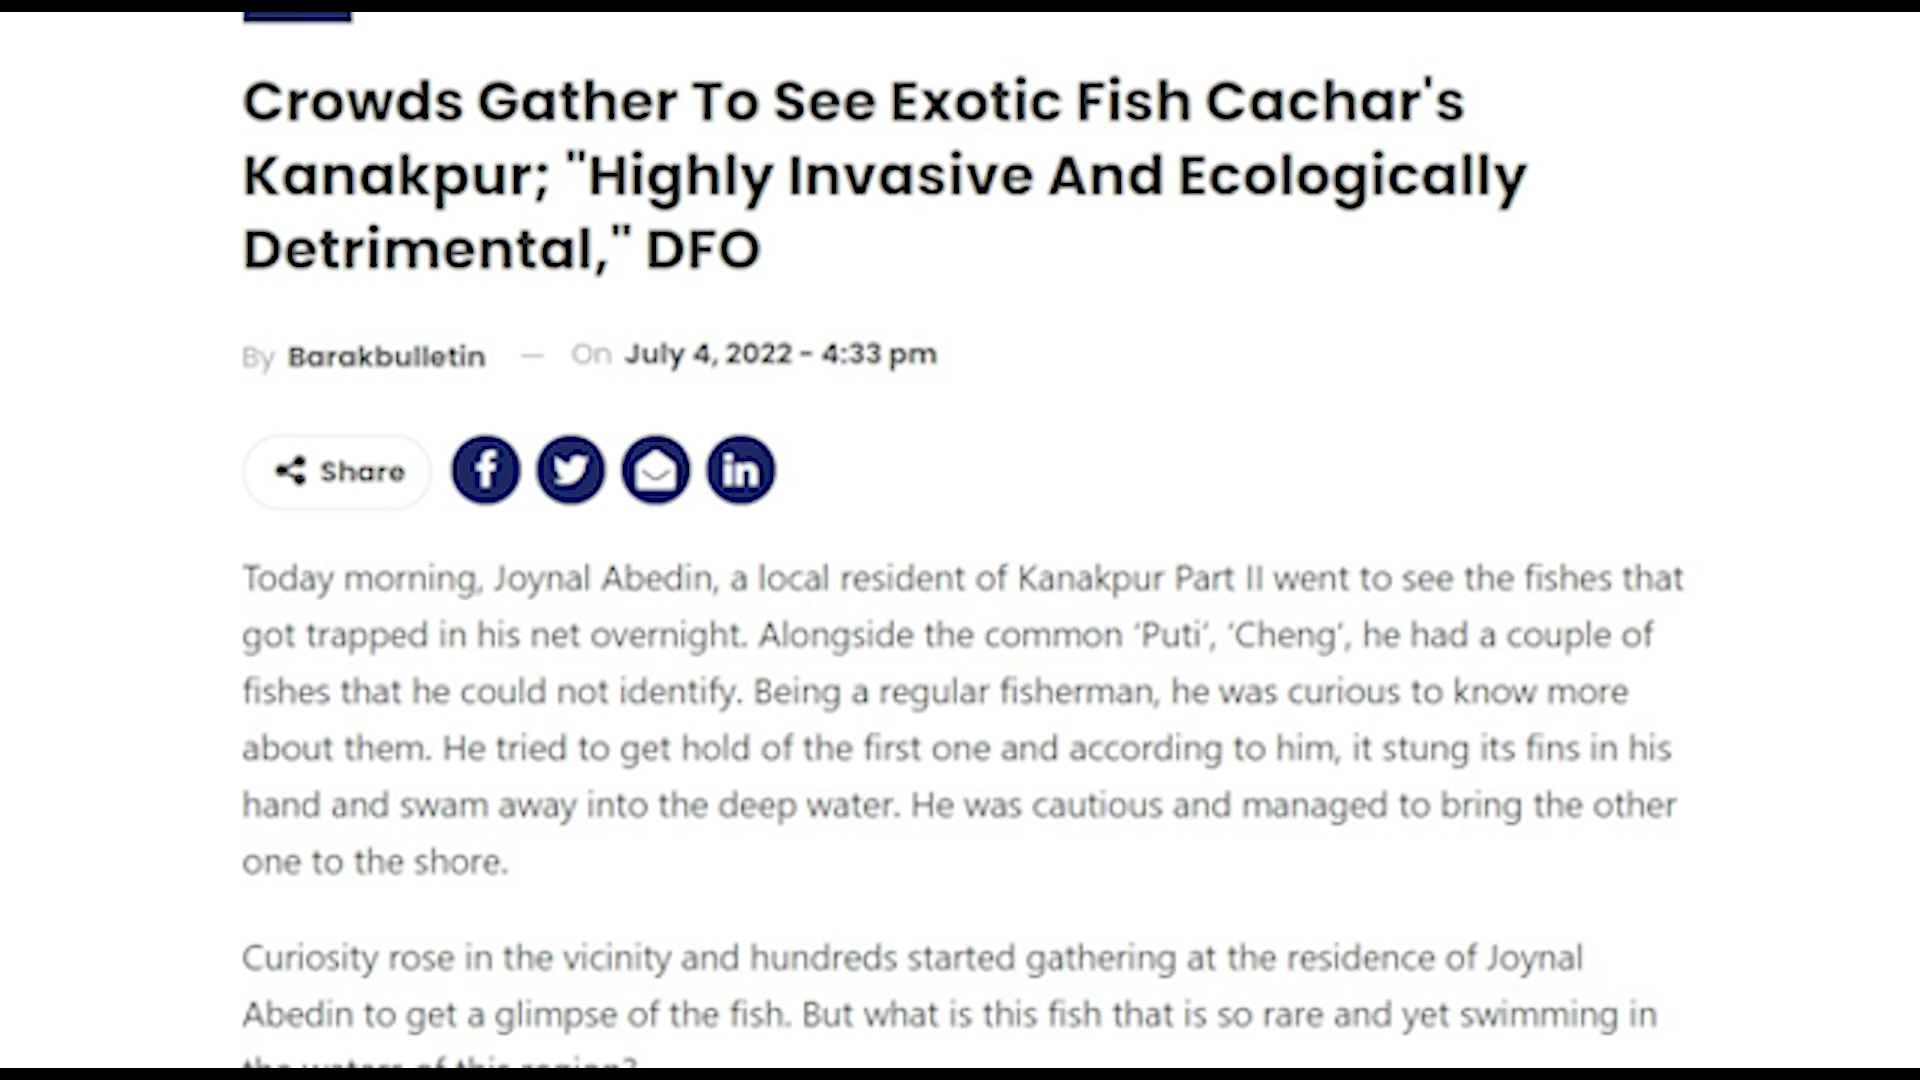 Crowds Gather To See Exotic Fish Cachar's
Kanakpur; "Highly Invasive And Ecologically
Detrimental," DFO
By Barakbulletin — On July 4, 2022 - 4:33 pm
Share
Today morning, Joynal Abedin, a local resident of Kanakpur Part II went to see the fishes that
got trapped in his net overnight. Alongside the common ‘Puti’, ‘Cheng’, he had a couple of
fishes that he could not identify. Being a regular fisherman, he was curious to know more
about them. He tried to get hold of the first one and according to him, it stung its fins in his
hand and swam away into the deep water. He was cautious and managed to bring the other
one to the shore.
Curiosity rose in the vicinity and hundreds started gathering at the residence of Joynal
Abedin to get a glimpse of the fish. But what is this fish that is so rare and yet swimming in
the waters of this region?